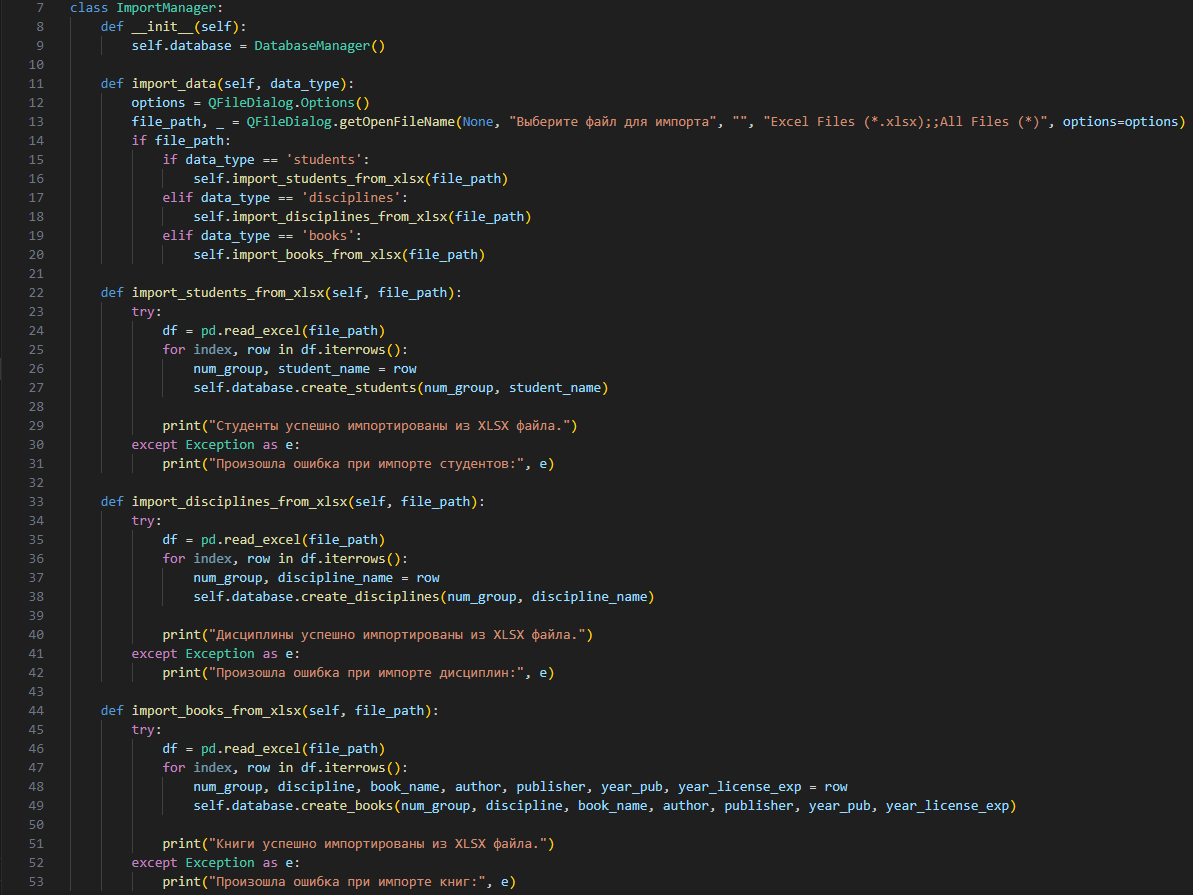 7 class ImportManager:
8     def __init__(self):
9         self.database = DatabaseManager()
10
11     def import_data(self, data_type):
12         options = QFileDialog.Options()
13         file_path, _ = QFileDialog.getOpenFileName(None, "Выберите файл для импорта", "", "Excel Files (*.xlsx);;All Files (*)", options=options)
14         if file_path:
15             if data_type == 'students':
16                 self.import_students_from_xlsx(file_path)
17             elif data_type == 'disciplines':
18                 self.import_disciplines_from_xlsx(file_path)
19             elif data_type == 'books':
20                 self.import_books_from_xlsx(file_path)
21
22     def import_students_from_xlsx(self, file_path):
23         try:
24             df = pd.read_excel(file_path)
25             for index, row in df.iterrows():
26                 num_group, student_name = row
27                 self.database.create_students(num_group, student_name)
28
29             print("Студенты успешно импортированы из XLSX файла.")
30         except Exception as e:
31             print("Произошла ошибка при импорте студентов:", e)
32
33     def import_disciplines_from_xlsx(self, file_path):
34         try:
35             df = pd.read_excel(file_path)
36             for index, row in df.iterrows():
37                 num_group, discipline_name = row
38                 self.database.create_disciplines(num_group, discipline_name)
39
40             print("Дисциплины успешно импортированы из XLSX файла.")
41         except Exception as e:
42             print("Произошла ошибка при импорте дисциплин:", e)
43
44     def import_books_from_xlsx(self, file_path):
45         try:
46             df = pd.read_excel(file_path)
47             for index, row in df.iterrows():
48                 num_group, discipline, book_name, author, publisher, year_pub, year_license_exp = row
49                 self.database.create_books(num_group, discipline, book_name, author, publisher, year_pub, year_license_exp)
50
51             print("Книги успешно импортированы из XLSX файла.")
52         except Exception as e:
53             print("Произошла ошибка при импорте книг:", e)